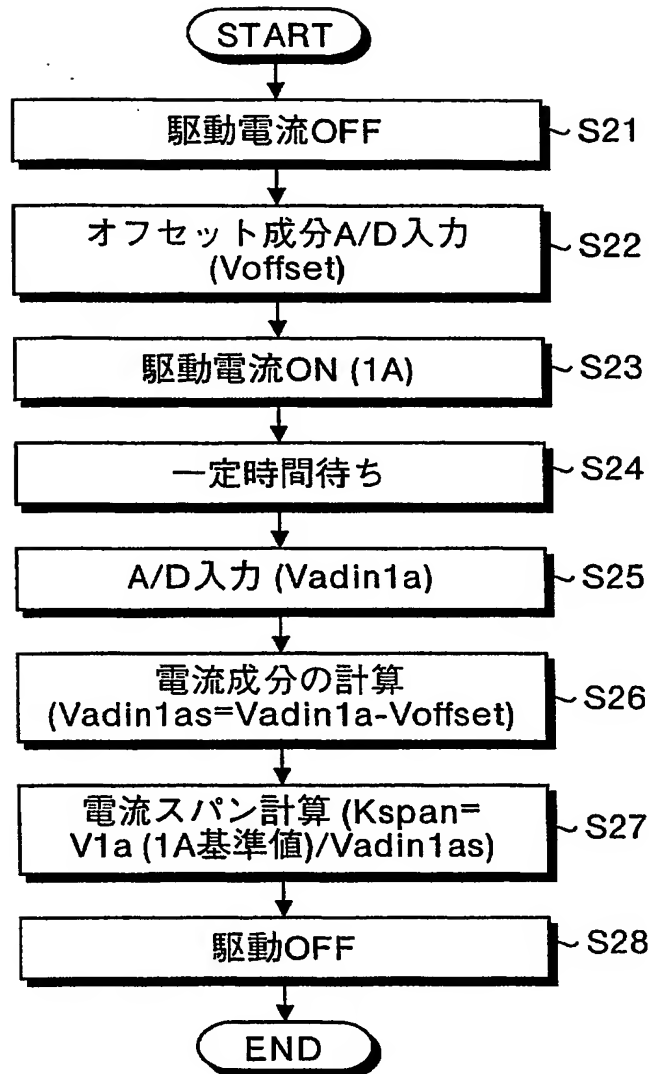 START
駆動電流OFF
S21
オフセット成分A/D入力
(Voffset)
S22
駆動電流ON (1A)
S23
一定時間待ち
S24
A/D入力 (Vadin1a)
S25
電流成分の計算
(Vadin1as=Vadin1a-Voffset)
S26
電流スパン計算 (Kspan=
V1a (1A基準値)/Vadin1as)
S27
駆動OFF
S28
END